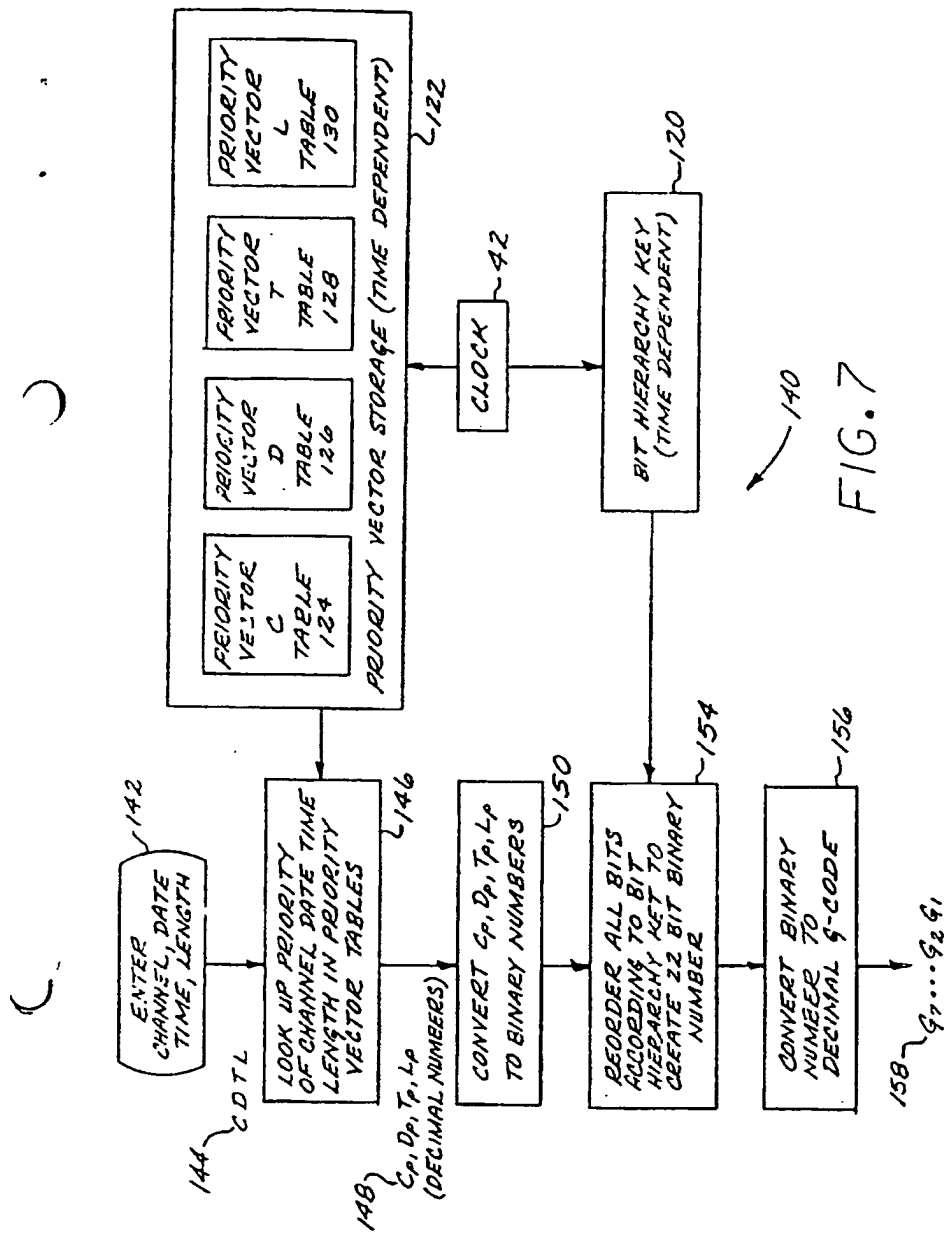 142
ENTER
CHANNEL, DATE
TIME, LENGTH
144
CDTL
LOOK UP PRIORITY
OF CHANNEL DATE TIME
LENGTH IN PRIORITY
VECTOR TABLES
146
148
Cp, Dp, Tp, Lp
(DECIMAL NUMBERS)
CONVERT Cp, Dp, Tp, Lp
TO BINARY NUMBERS
150
REORDER ALL BITS
ACCORDING TO BIT
HIERARCHY KET TO
CREATE 22 BIT BINARY
NUMBER
154
CONVERT BINARY
NUMBER TO
DECIMAL G-CODE
156
158
G7 ... G2 G1
PRIORITY
VECTOR
C
TABLE
124
PRIORITY
VECTOR
D
TABLE
126
PRIORITY
VECTOR
T
TABLE
128
PRIORITY
VECTOR
L
TABLE
130
PRIORITY VECTOR STORAGE (TIME DEPENDENT)
122
CLOCK
42
BIT HIERARCHY KEY
(TIME DEPENDENT)
120
140
FIG. 7